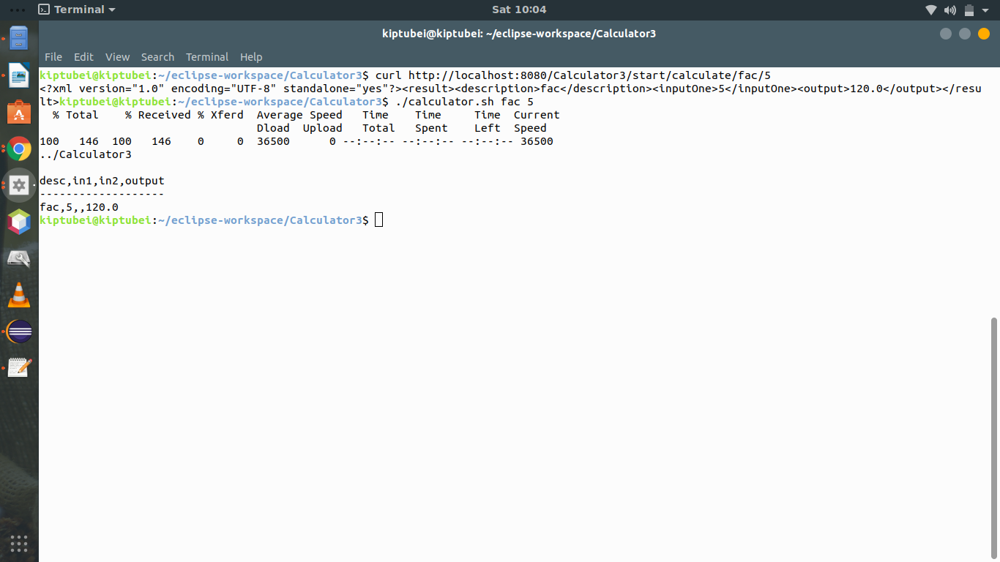 Terminal
Sat 10:04
kiptubei@kiptubei: ~/eclipse-workspace/Calculator3
File Edit View Search Terminal Help
kiptubei@kiptubei:~/eclipse-workspace/Calculator3$ curl http://localhost:8080/Calculator3/start/calculate/fac/5
<?xml version="1.0" encoding="UTF-8" standalone="yes"?><result><description>fac</description><inputOne>5</inputOne><output>120.0</output></resu
lt>kiptubei@kiptubei:~/eclipse-workspace/Calculator3$ ./calculator.sh fac 5
  % Total    % Received % Xferd  Average Speed   Time    Time     Time  Current
                                 Dload  Upload   Total   Spent    Left  Speed
100   146  100   146    0     0  36500      0 --:--:-- --:--:-- --:--:-- 36500
../Calculator3
desc,in1,in2,output
-------------------
fac,5,,120.0
kiptubei@kiptubei:~/eclipse-workspace/Calculator3$